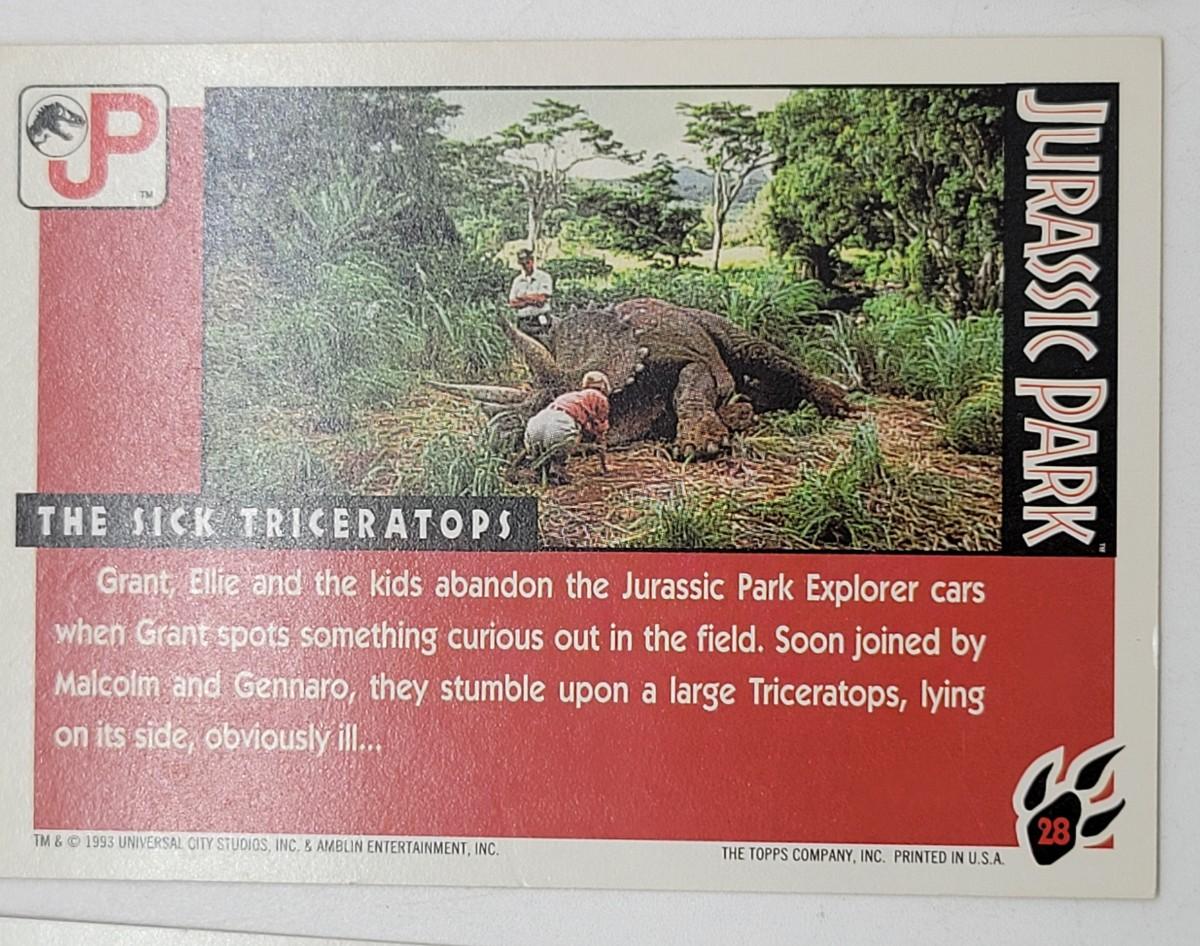 JP
TM
JURASSIC PARK
TM
THE SICK TRICERATOPS
Grant, Ellie and the kids abandon the Jurassic Park Explorer cars
when Grant spots something curious out in the field. Soon joined by
Malcolm and Gennaro, they stumble upon a large Triceratops, lying
on its side, obviously ill...
TM & © 1993 UNIVERSAL CITY STUDIOS, INC. & AMBLIN ENTERTAINMENT, INC.
THE TOPPS COMPANY, INC. PRINTED IN U.S.A.
28